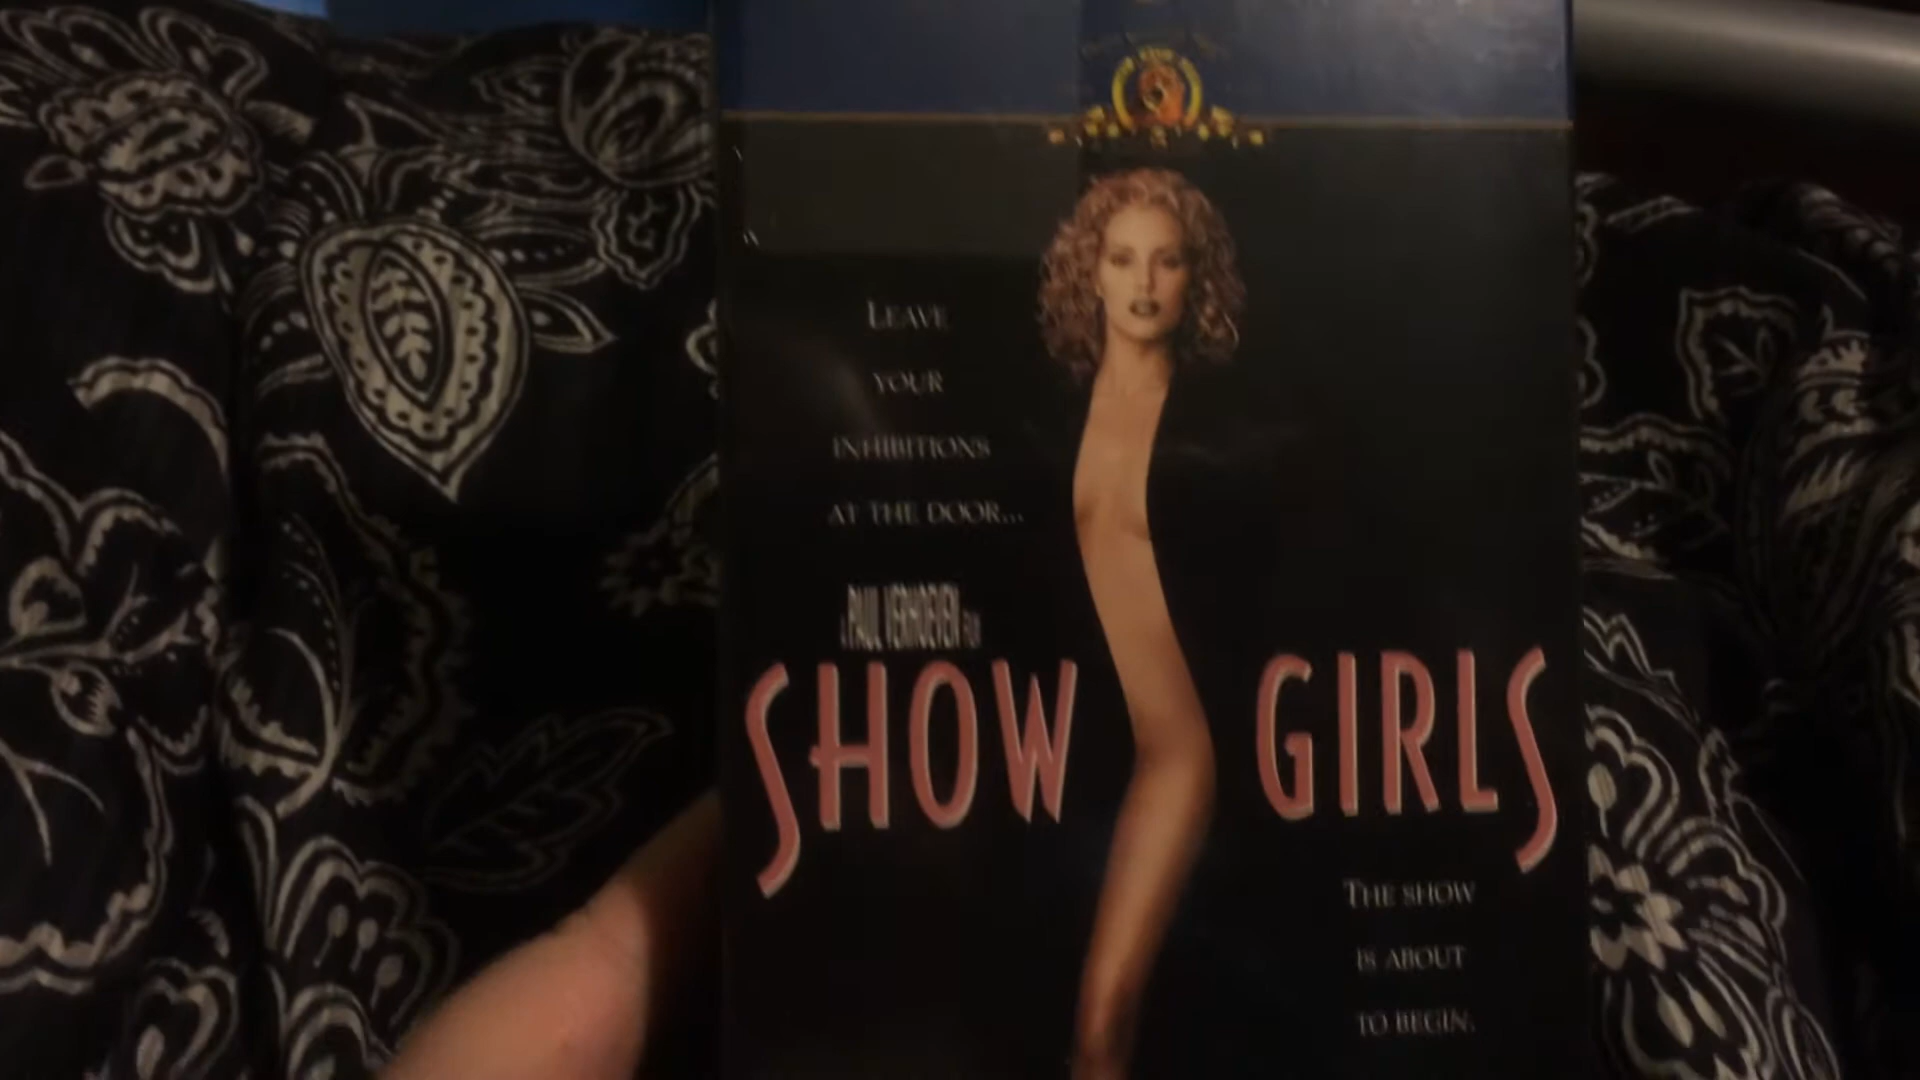 LEAVE
YOUR
INHIBITIONS
AT THE DOOR...
A PAUL VERHOEVEN FILM
SHOW GIRLS
THE SHOW
IS ABOUT
TO BEGIN.